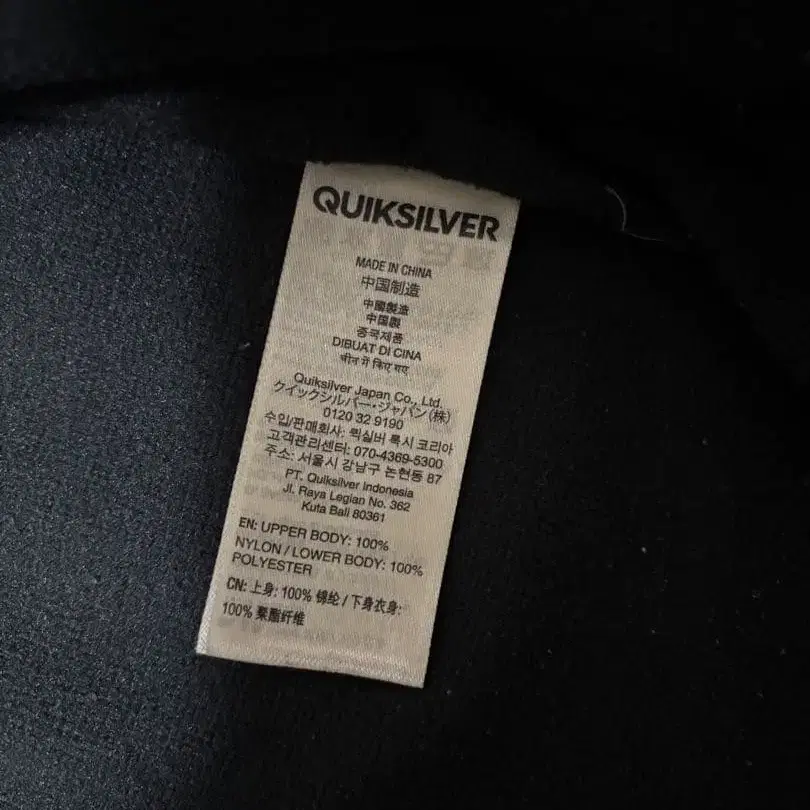 QUIKSILVER
MADE IN CHINA
中国制造
中國製造
中国製
중국제품
DIBUAT DI CINA
चीन में किए गए
Quiksilver Japan Co., Ltd.
クイックシルバー・ジャパン（株）
0120 32 9190
수입/판매회사: 퀵실버 록시 코리아
고객관리센터: 070-4369-5300
주소: 서울시 강남구 논현동 87
PT. Quiksilver Indonesia
Jl. Raya Legian No. 362
Kuta Bali 80361
EN: UPPER BODY: 100%
NYLON / LOWER BODY: 100%
POLYESTER
CN: 上身: 100% 锦纶 / 下身衣身:
100% 聚酯纤维